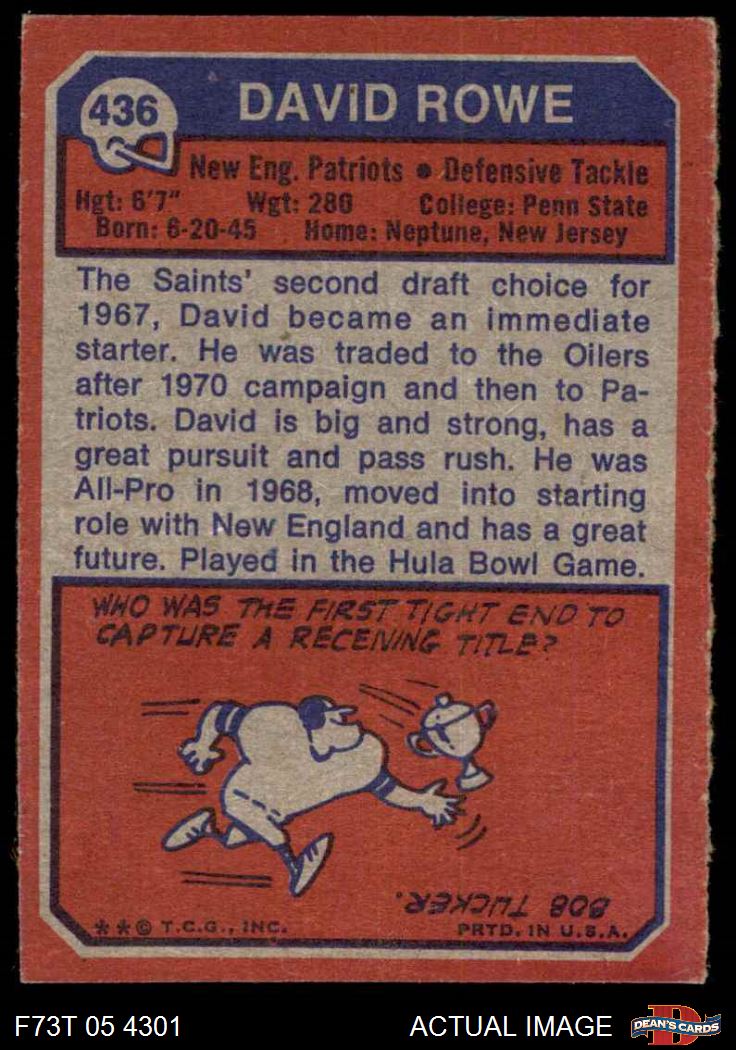 436
DAVID ROWE
New Eng. Patriots • Defensive Tackle
Hgt: 6'7" Wgt: 280 College: Penn State
Born: 6-20-45 Home: Neptune, New Jersey
The Saints' second draft choice for
1967, David became an immediate
starter. He was traded to the Oilers
after 1970 campaign and then to Pa-
triots. David is big and strong, has a
great pursuit and pass rush. He was
All-Pro in 1968, moved into starting
role with New England and has a great
future. Played in the Hula Bowl Game.
WHO WAS THE FIRST TIGHT END TO
CAPTURE A RECEIVING TITLE?
BOB TUCKER.
**© T.C.G., INC. PRTD. IN U.S.A.
F73T 05 4301 ACTUAL IMAGE DEAN'S CARDS